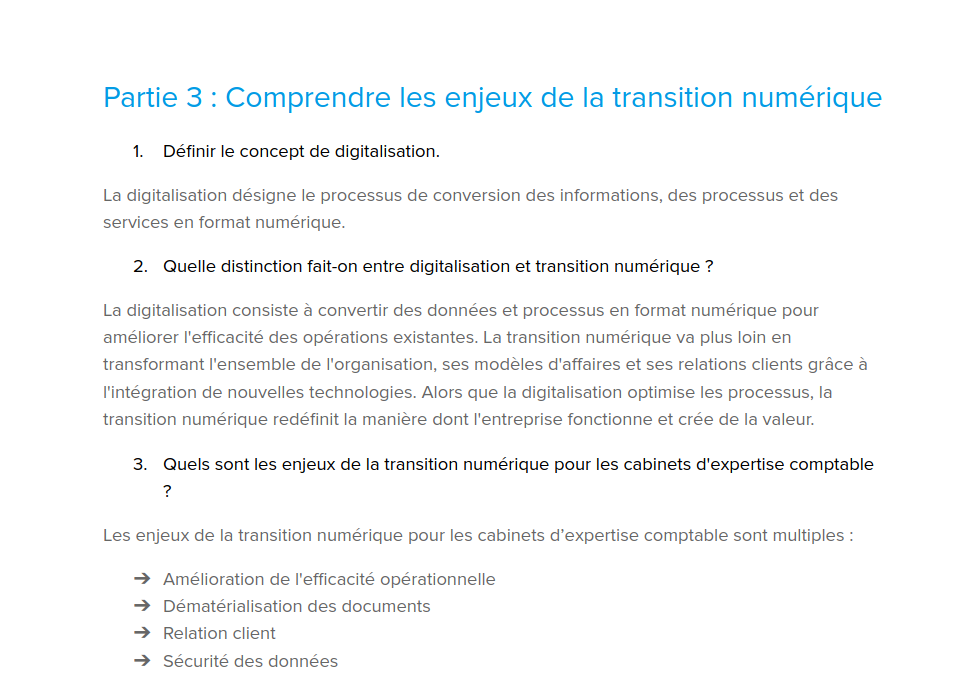 Partie 3 : Comprendre les enjeux de la transition numérique
1. Définir le concept de digitalisation.
La digitalisation désigne le processus de conversion des informations, des processus et des
services en format numérique.
2. Quelle distinction fait-on entre digitalisation et transition numérique ?
La digitalisation consiste à convertir des données et processus en format numérique pour
améliorer l'efficacité des opérations existantes. La transition numérique va plus loin en
transformant l'ensemble de l'organisation, ses modèles d'affaires et ses relations clients grâce à
l'intégration de nouvelles technologies. Alors que la digitalisation optimise les processus, la
transition numérique redéfinit la manière dont l'entreprise fonctionne et crée de la valeur.
3. Quels sont les enjeux de la transition numérique pour les cabinets d'expertise comptable
?
Les enjeux de la transition numérique pour les cabinets d’expertise comptable sont multiples :
➔ Amélioration de l'efficacité opérationnelle
➔ Dématérialisation des documents
➔ Relation client
➔ Sécurité des données